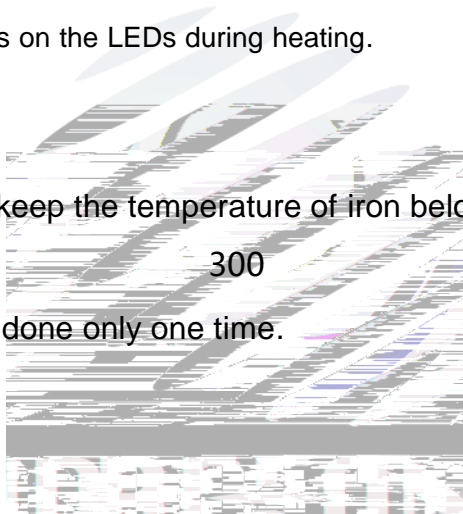 s on the LEDs during heating.
keep the temperature of iron belo
300
done only one time.